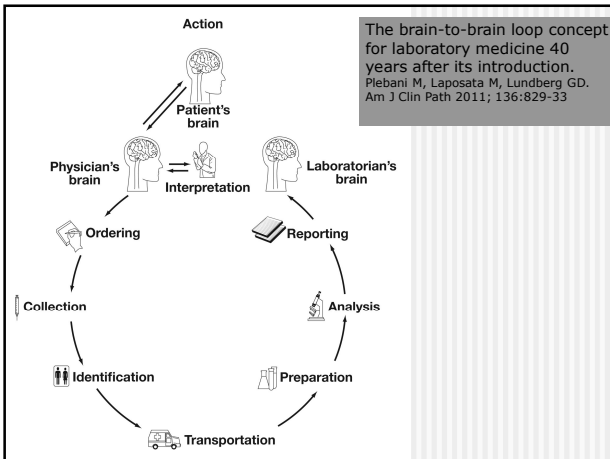 Action
The brain-to-brain loop concept
for laboratory medicine 40
years after its introduction.
Plebani M, Laposata M, Lundberg GD.
Am J Clin Path 2011; 136:829-33
Patient's
brain
Physician's
brain
Interpretation
Laboratorian's
brain
Ordering
Reporting
Collection
Analysis
Identification
Preparation
Transportation